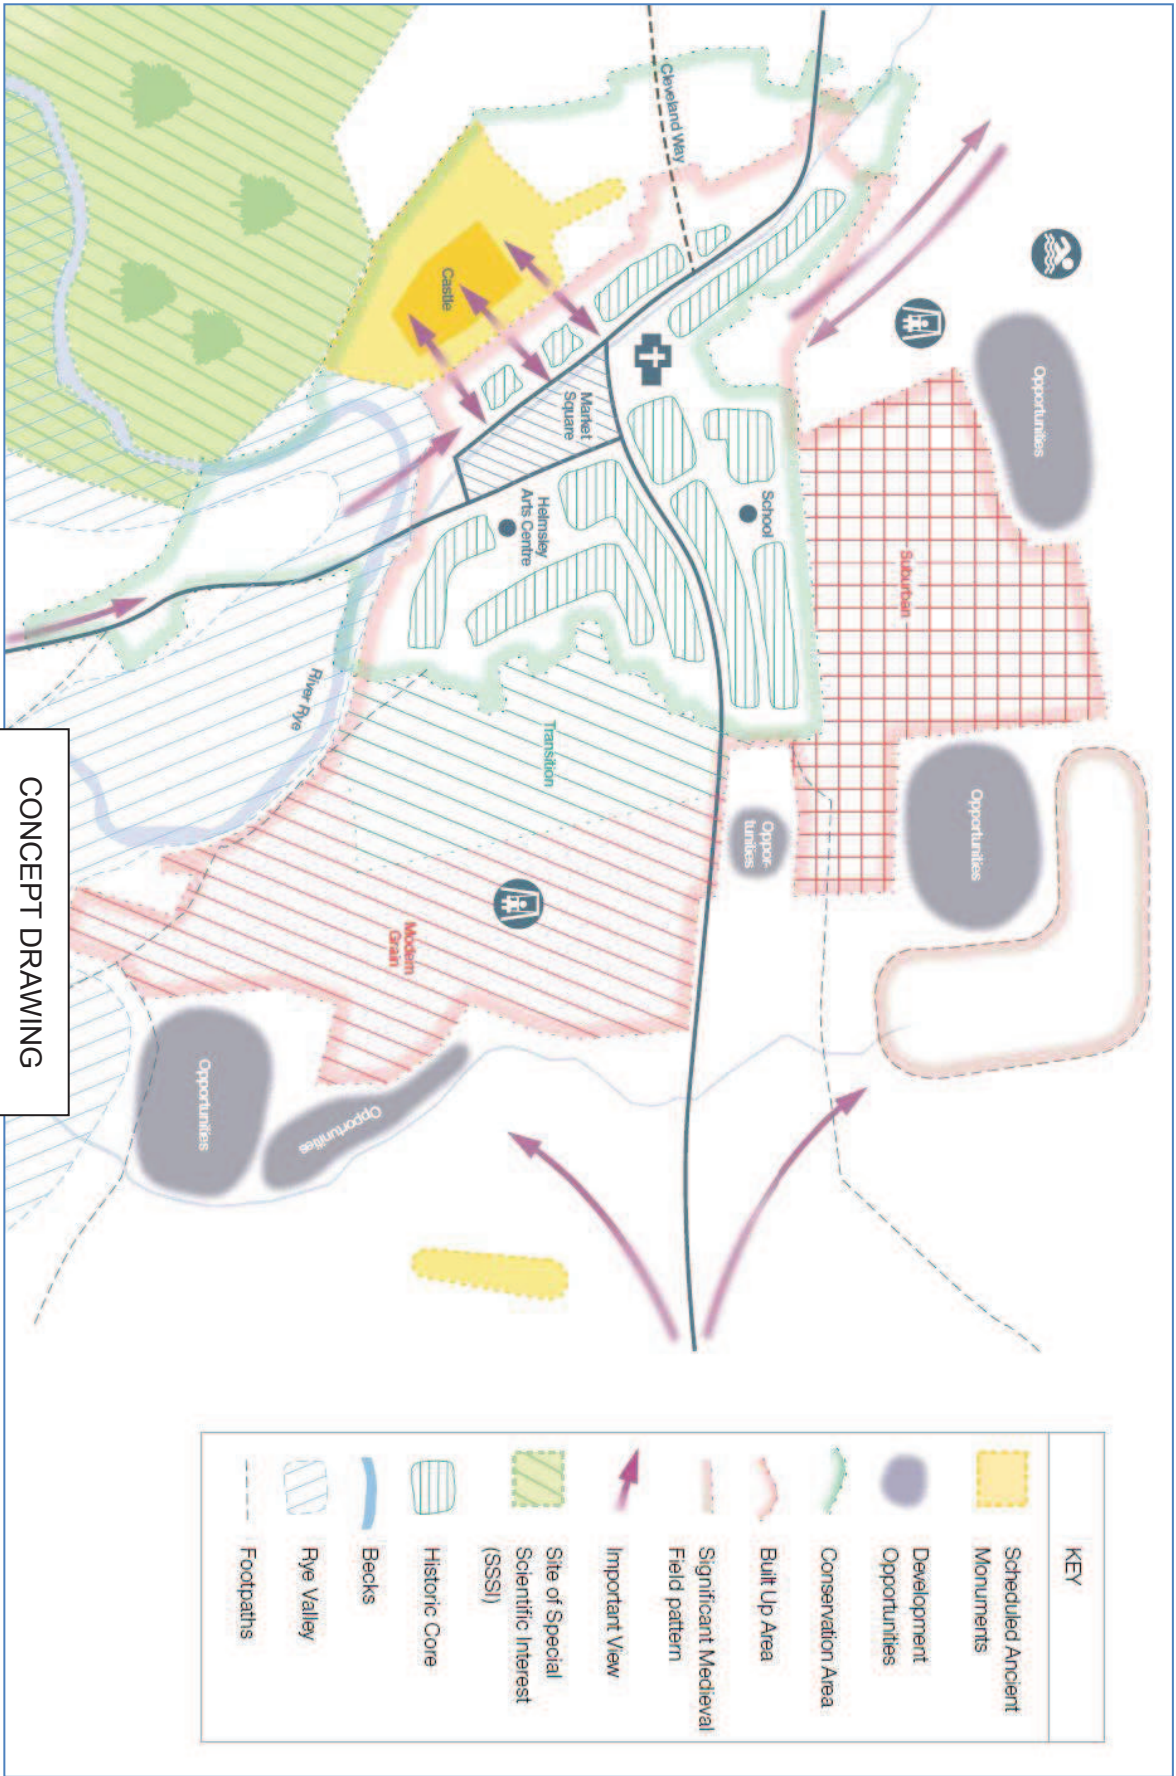 Cleveland Way
Castle
Market
Square
School
Helmsley
Arts Centre
Opportunities
Suburban
Opportunities
Oppor-
tunities
Transition
River Rye
Modern
Grain
Opportunities
Opportunities
CONCEPT DRAWING
KEY
Scheduled Ancient
Monuments
Development
Opportunities
Conservation Area
Built Up Area
Significant Medieval
Field pattern
Important View
Site of Special
Scientific Interest
(SSSI)
Historic Core
Becks
Rye Valley
Footpaths